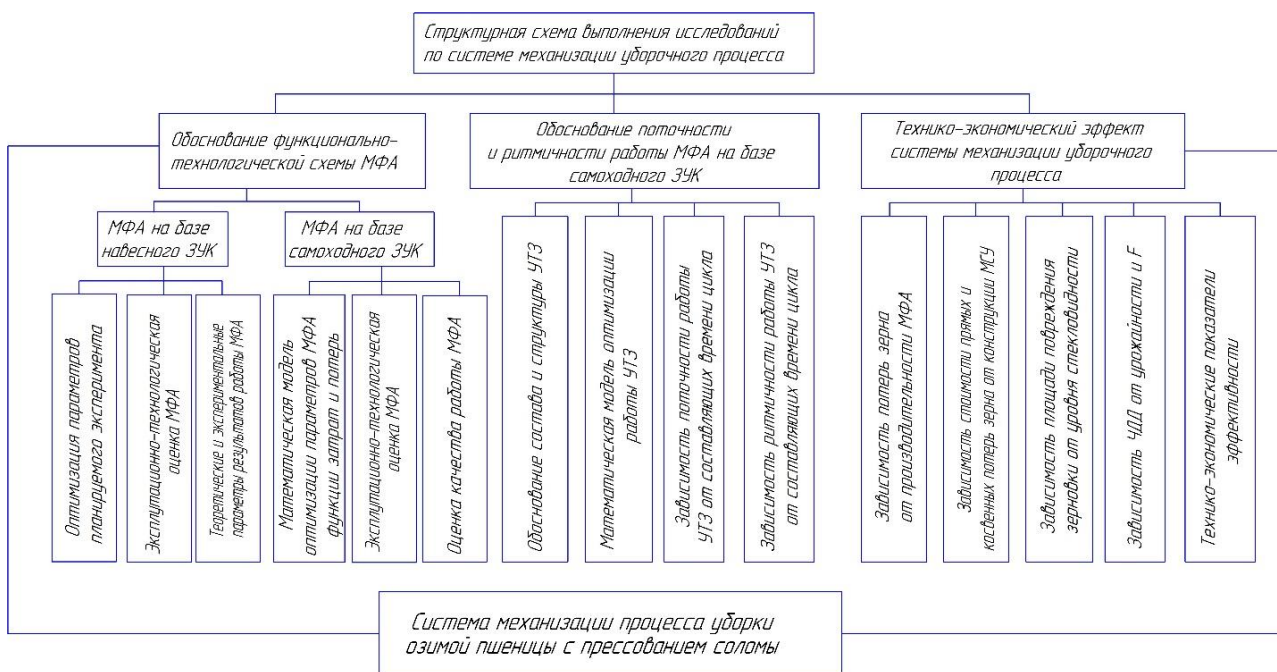 Структурная схема выполнения исследований
по системе механизации уборочного процесса
Обоснование функционально-
технологической схемы МФА
Обоснование поточности
и ритмичности работы МФА на базе
самоходного ЗУК
Технико-экономический эффект
системы механизации уборочного
процесса
МФА на базе
навесного ЗУК
МФА на базе
самоходного ЗУК
Оптимизация параметров
планируемого эксперимента
Эксплутационно-технологическая
оценка МФА
Теоретические и экспериментальные
параметры результатов работы МФА
Математическая модель
оптимизации параметров МФА
функции затрат и потерь
Эксплутационно-технологическая
оценка МФА
Оценка качества работы МФА
Обоснование состава и структуры УТЗ
Математическая модель оптимизации
работы УТЗ
Зависимость поточности работы
УТЗ от составляющих времени цикла
Зависимость ритмичности работы УТЗ
от составляющих времени цикла
Зависимость потерь зерна
от производительности МФА
Зависимость стоимости прямых и
косвенных потерь зерна от конструкции МСУ
Зависимость площади повреждения
зерновки от уровня стекловидности
Зависимость ЧДД от урожайности и F
Технико-экономические показатели
эффективности
Система механизации процесса уборки
озимой пшеницы с прессованием соломы